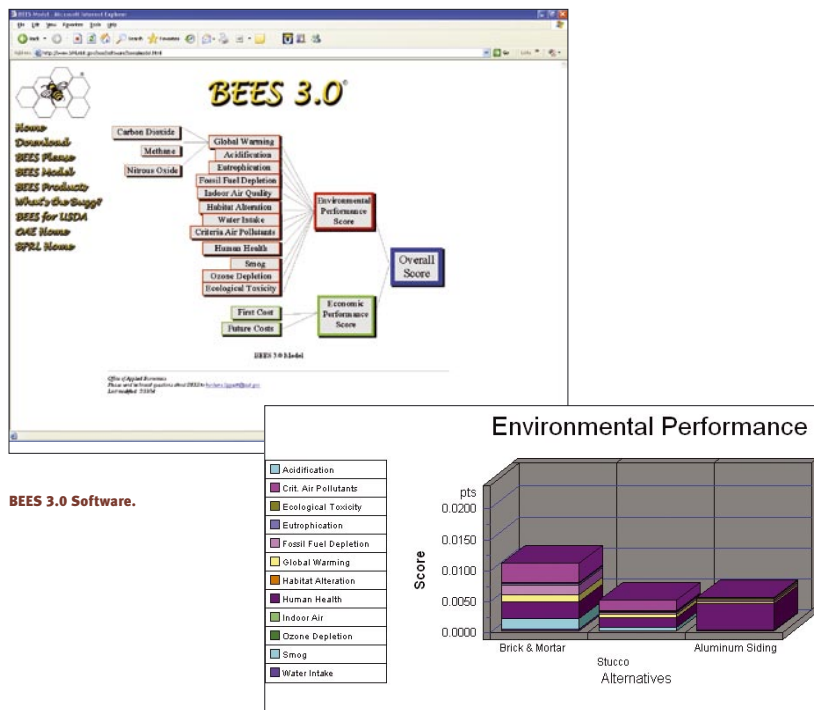 BEES Model - Microsoft Internet Explorer
BEES 3.0
Home
Download
BEES Please
BEES Model
BEES Products
What's the Buzz?
BEES for USDA
OAE Home
BFRL Home
Carbon Dioxide
Methane
Nitrous Oxide
Global Warming
Acidification
Eutrophication
Fossil Fuel Depletion
Indoor Air Quality
Habitat Alteration
Water Intake
Criteria Air Pollutants
Human Health
Smog
Ozone Depletion
Ecological Toxicity
First Cost
Future Costs
Environmental
Performance
Score
Economic
Performance
Score
Overall
Score
BEES 3.0 Model
Office of Applied Economics
BEES 3.0 Software.
Environmental Performance
Acidification
Crit. Air Pollutants
Ecological Toxicity
Eutrophication
Fossil Fuel Depletion
Global Warming
Habitat Alteration
Human Health
Indoor Air
Ozone Depletion
Smog
Water Intake
Score
pts
0.0200
0.0150
0.0100
0.0050
0.0000
Brick & Mortar
Stucco
Aluminum Siding
Alternatives